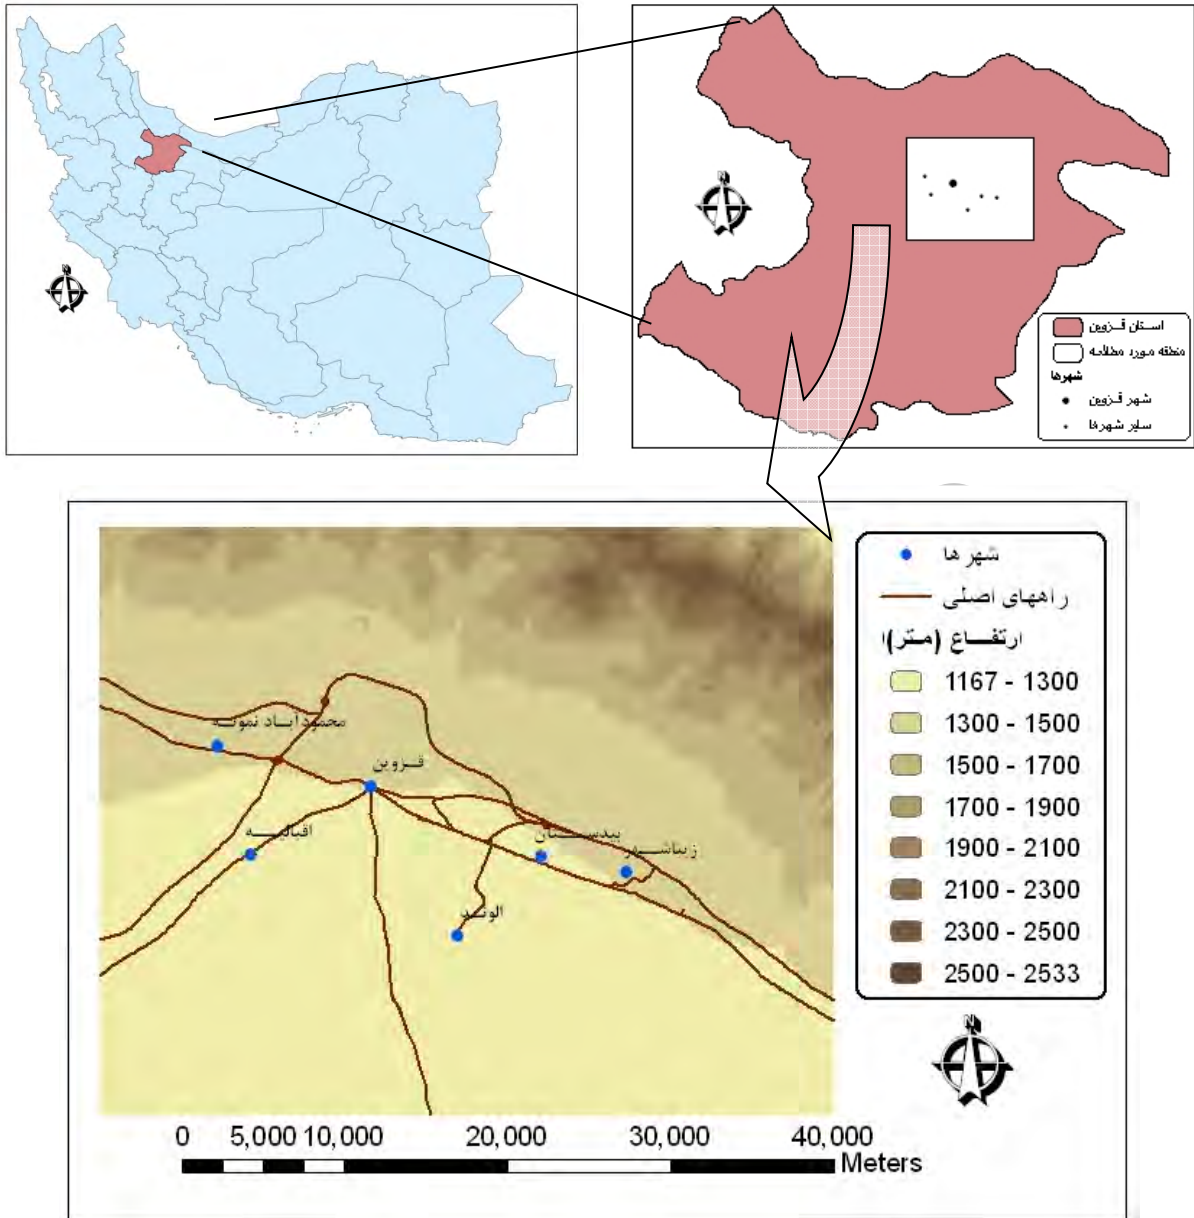 N
N
استان قزوین
منطقه مورد مطالعه
شهرها
شهر قزوین
سایر شهرها
شهر ها
راههای اصلی
ارتفاع (متر)ا
1167 - 1300
1300 - 1500
1500 - 1700
1700 - 1900
1900 - 2100
2100 - 2300
2300 - 2500
2500 - 2533
محمودآباد نمونه
قزوین
اقبالیه
بیدستان
زیباشهر
الوند
N
0 5,000 10,000 20,000 30,000 40,000
Meters